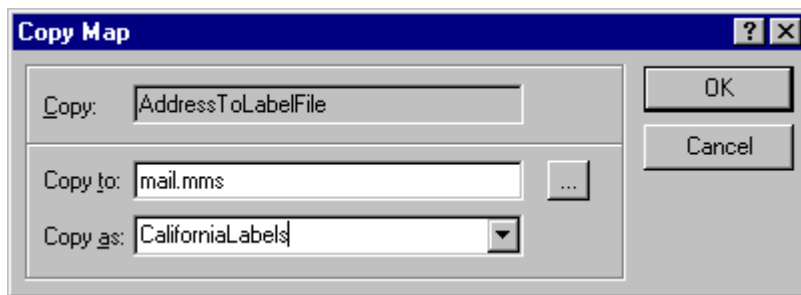 Copy Map
Copy: AddressToLabelFile
OK
Cancel
Copy to: mail.mms ...
Copy as: CaliforniaLabels